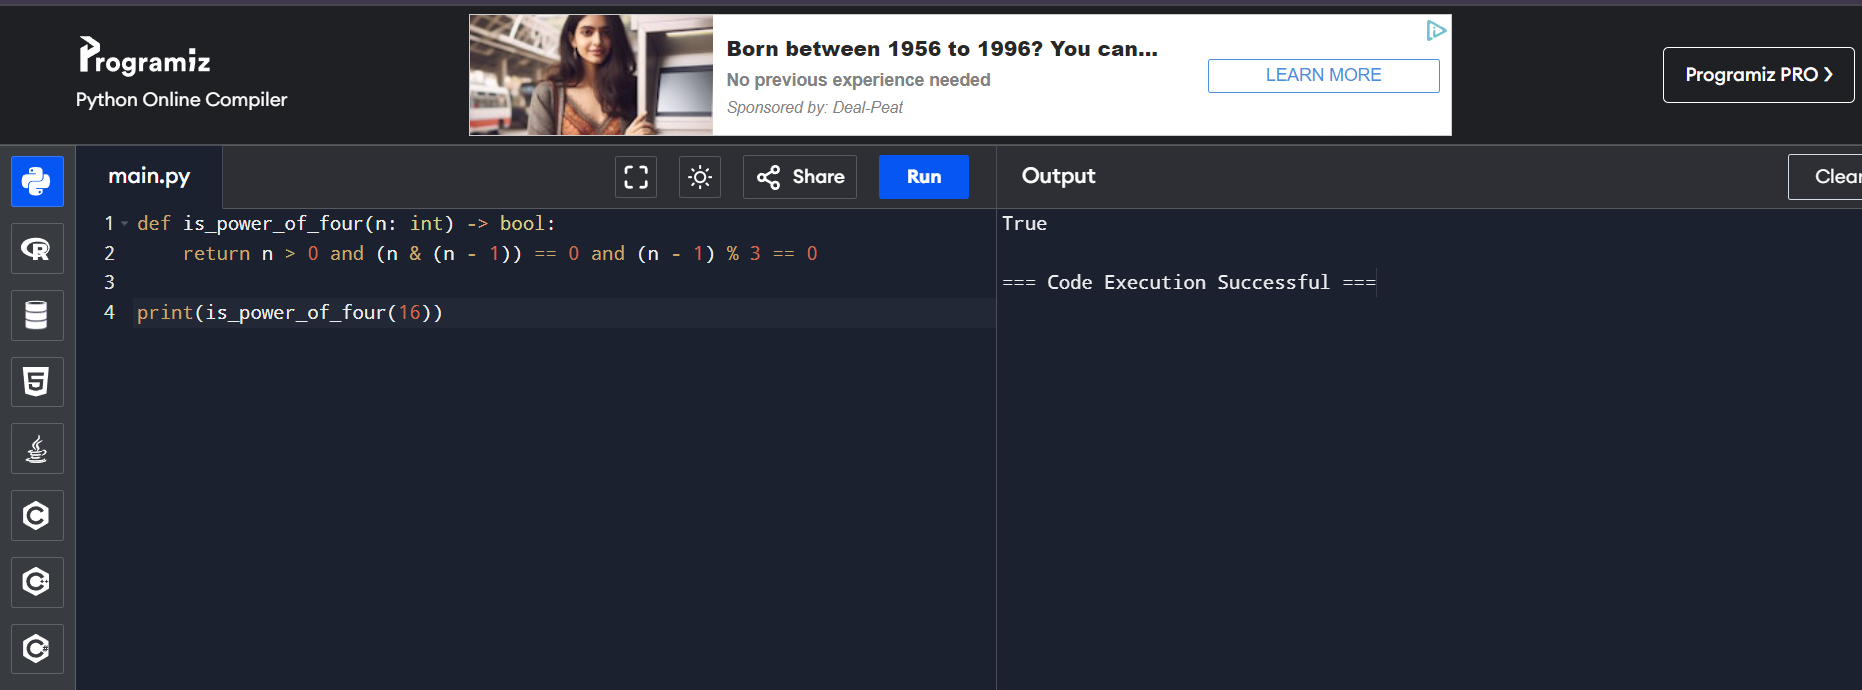 Programiz
Python Online Compiler
Born between 1956 to 1996? You can...
No previous experience needed
Sponsored by: Deal-Peat
LEARN MORE
Programiz PRO ❯
main.py
Share
Run
Output
Clear
1 def is_power_of_four(n: int) -> bool:
2     return n > 0 and (n & (n - 1)) == 0 and (n - 1) % 3 == 0
3
4 print(is_power_of_four(16))
True
=== Code Execution Successful ===
R
5
C
C++
C#